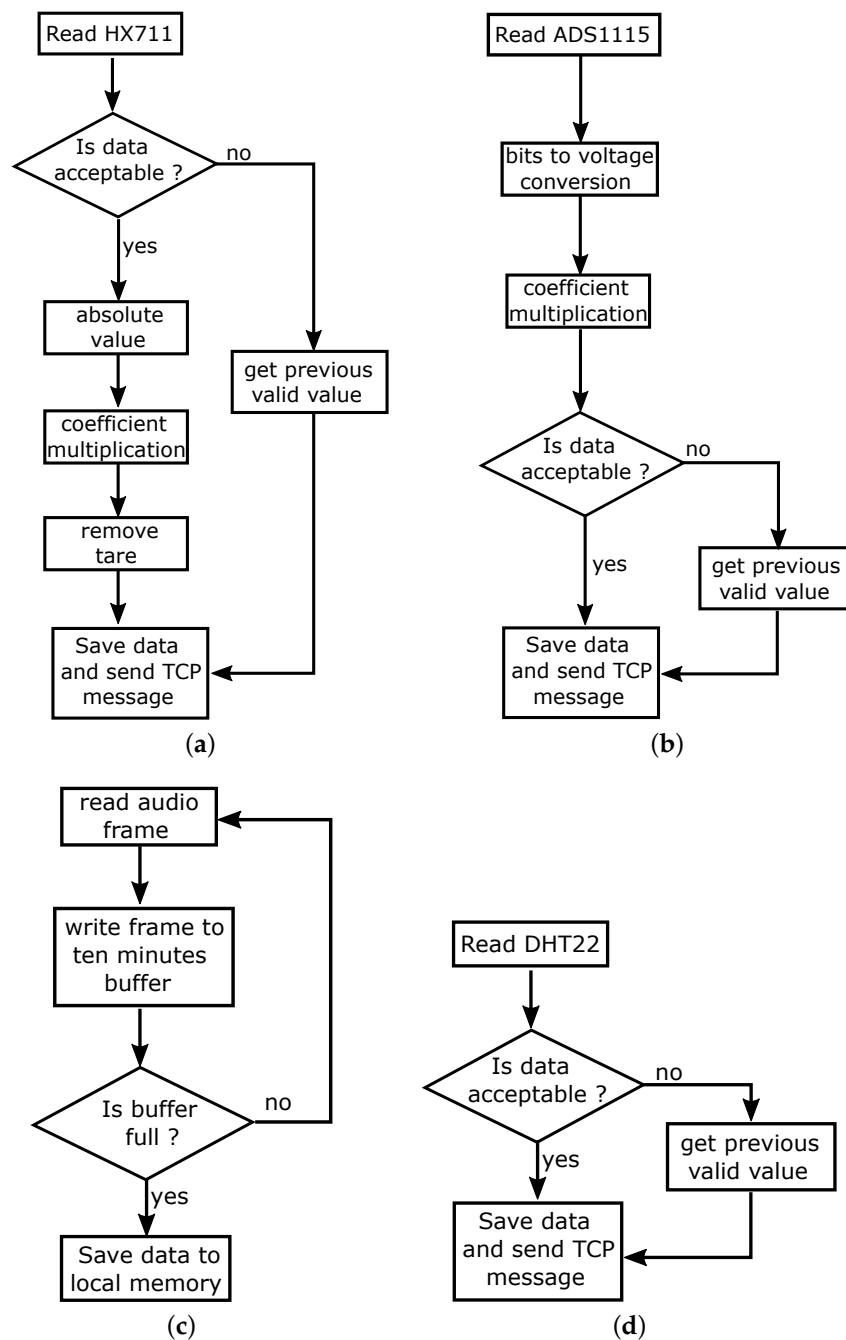 Read HX711
Is data
acceptable ?
no
yes
absolute
value
get previous
valid value
coefficient
multiplication
remove
tare
Save data
and send TCP
message
(a)
Read ADS1115
bits to voltage
conversion
coefficient
multiplication
Is data
acceptable ?
no
yes
get previous
valid value
Save data
and send TCP
message
(b)
read audio
frame
write frame to
ten minutes
buffer
Is buffer
full ?
no
yes
Save data to
local memory
(c)
Read DHT22
Is data
acceptable ?
no
yes
get previous
valid value
Save data
and send TCP
message
(d)